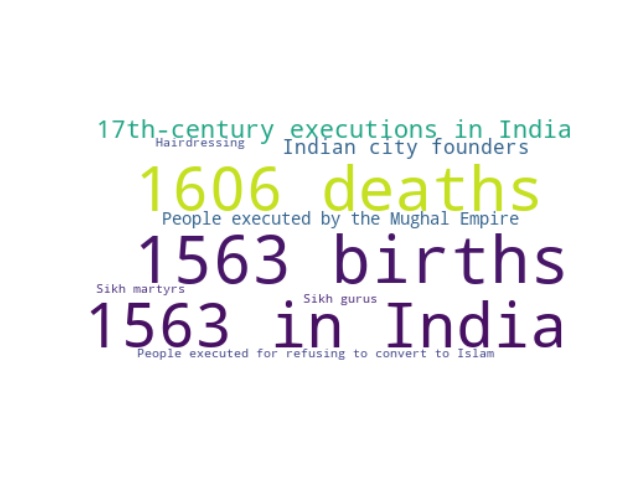 17th-century executions in India
Hairdressing
Indian city founders
1606 deaths
People executed by the Mughal Empire
1563 births
Sikh martyrs
Sikh gurus
1563 in India
People executed for refusing to convert to Islam